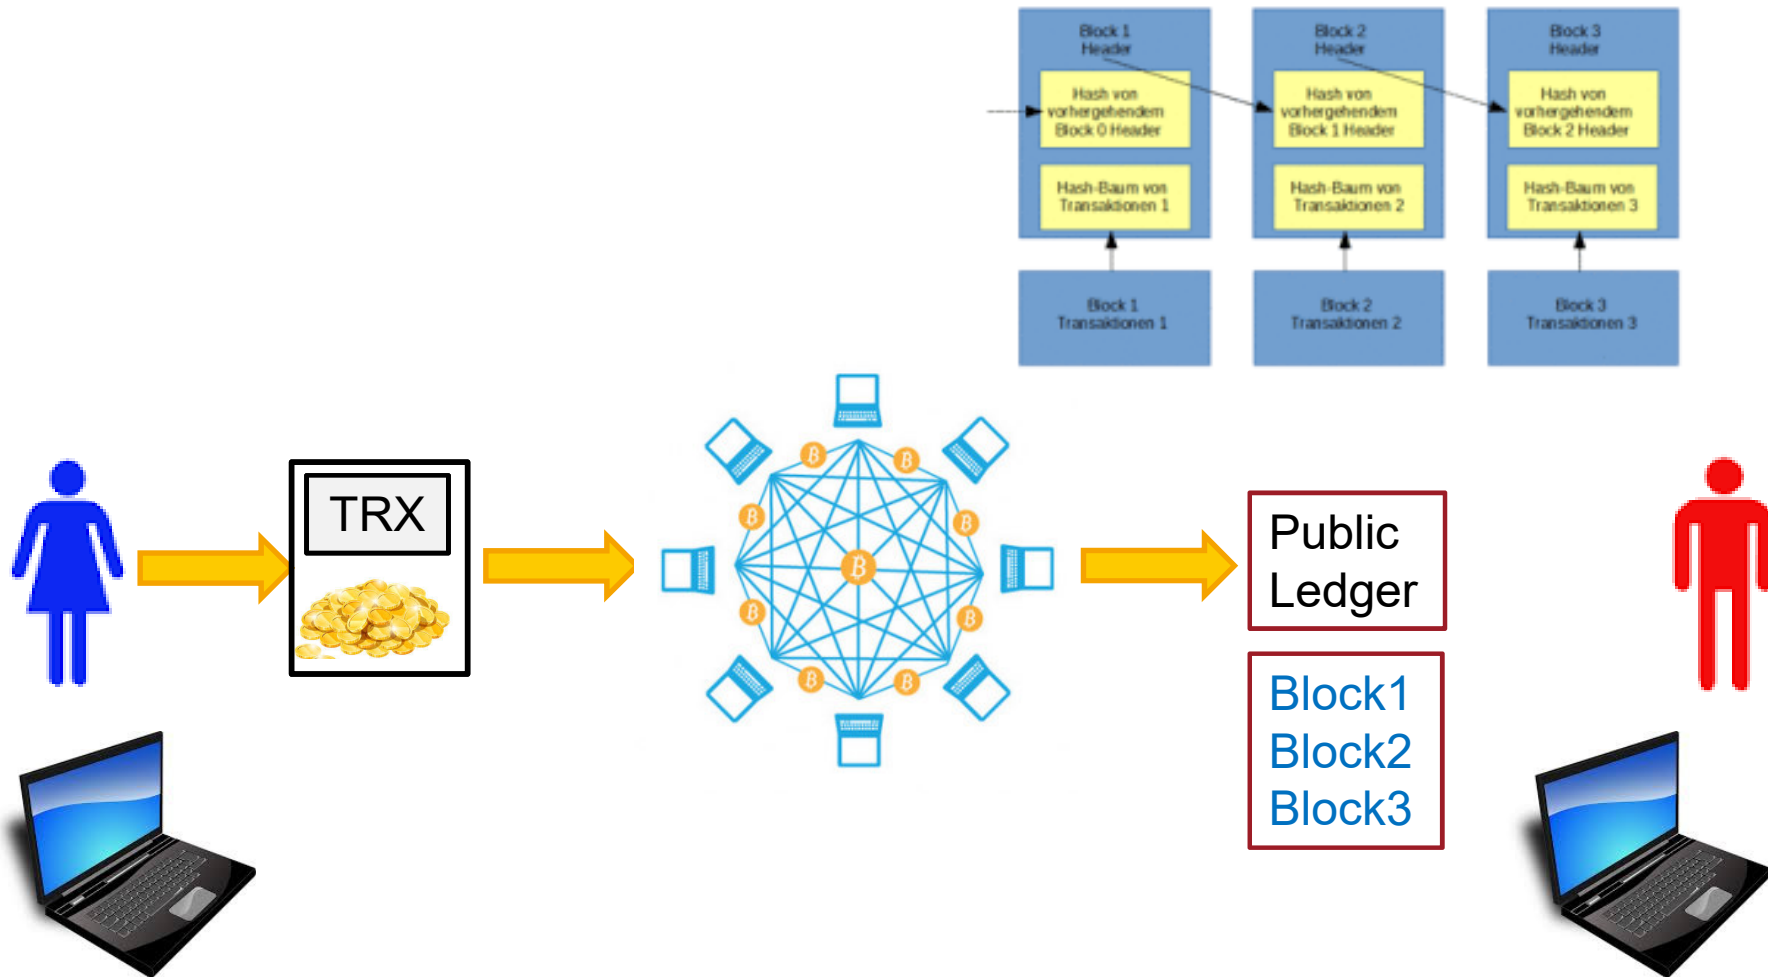 Block 1
Header
Hash von
vorhergehendem
Block 0 Header
Hash-Baum von
Transaktionen 1
Block 1
Transaktionen 1
Block 2
Header
Hash von
vorhergehendem
Block 1 Header
Hash-Baum von
Transaktionen 2
Block 2
Transaktionen 2
Block 3
Header
Hash von
vorhergehendem
Block 2 Header
Hash-Baum von
Transaktionen 3
Block 3
Transaktionen 3
TRX
Public
Ledger
Block1
Block2
Block3